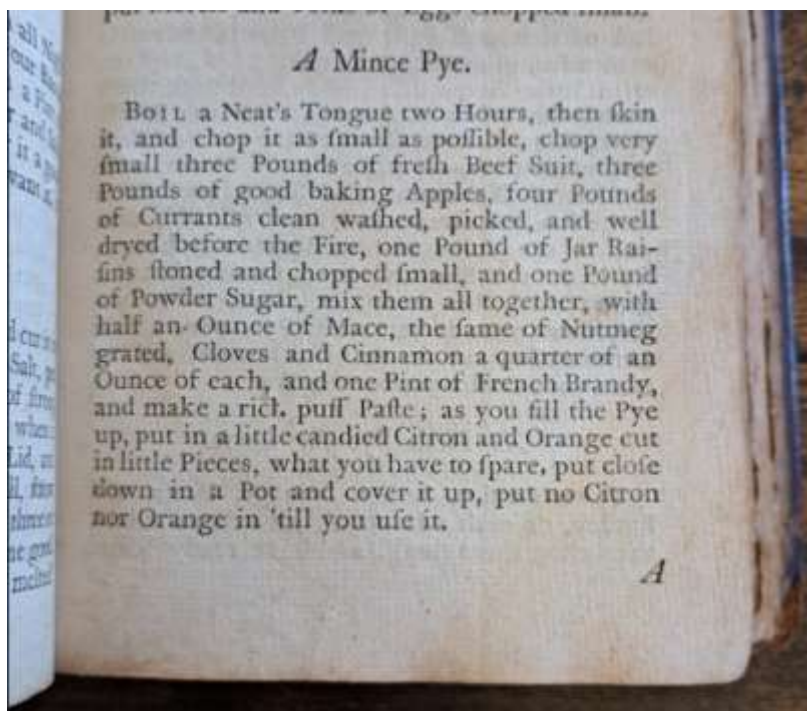 A Mince Pye.
BOIL a Neat's Tongue two Hours, then ſkin
it, and chop it as ſmall as poſſible, chop very
ſmall three Pounds of freſh Beef Suit, three
Pounds of good baking Apples, four Pounds
of Currants clean waſhed, picked, and well
dryed before the Fire, one Pound of Jar Rai-
ſins ſtoned and chopped ſmall, and one Pound
of Powder Sugar, mix them all together, with
half an Ounce of Mace, the ſame of Nutmeg
grated, Cloves and Cinnamon a quarter of an
Ounce of each, and one Pint of French Brandy,
and make a rich puff Paſte; as you fill the Pye
up, put in a little candied Citron and Orange cut
in little Pieces, what you have to ſpare, put cloſe
down in a Pot and cover it up, put no Citron
nor Orange in 'till you uſe it.
A